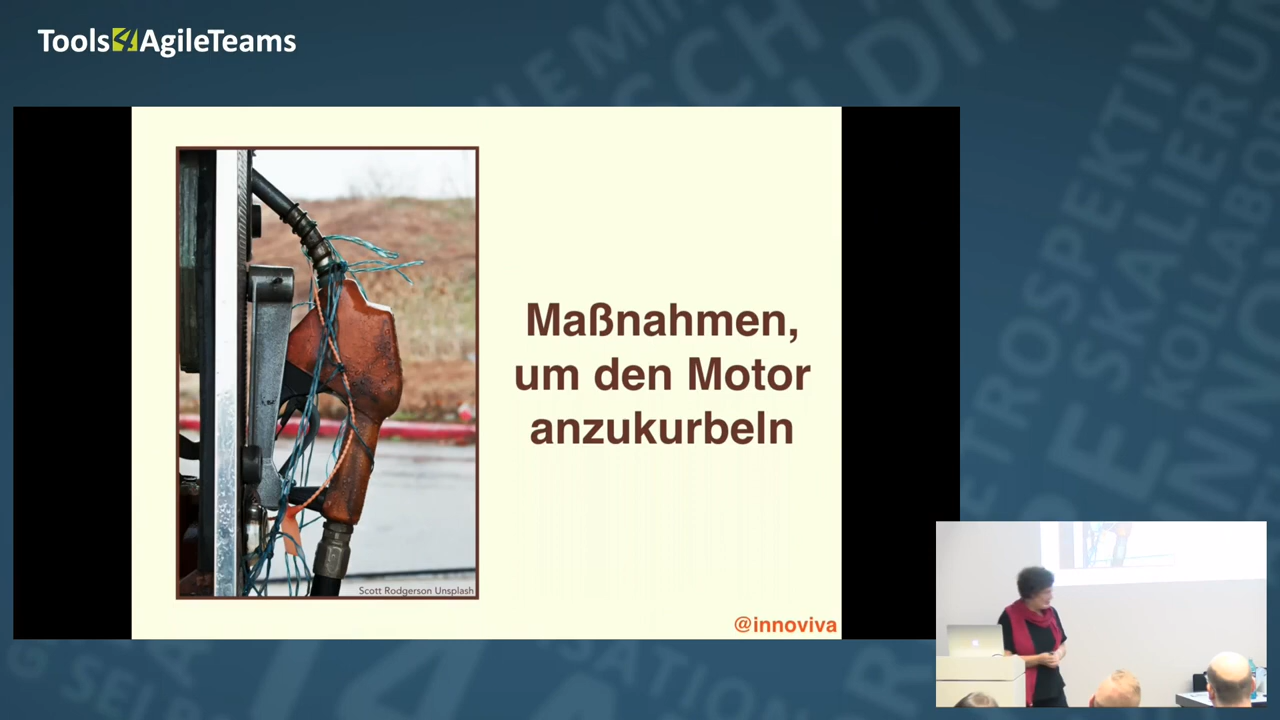 Tools4AgileTeams
Maßnahmen,
um den Motor
anzukurbeln
Scott Rodgerson Unsplash
@innoviva